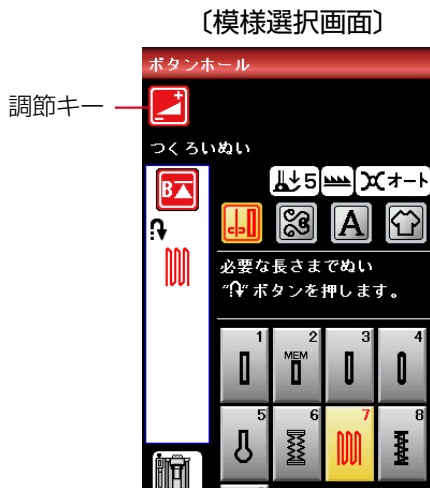 〔模様選択画面〕
ボタンホール
調節キー
つくろいぬい
B
5 オート
A
必要な長さまでぬい
“ ”ボタンを押します。
1 2 3 4
MEM
5 6 7 8